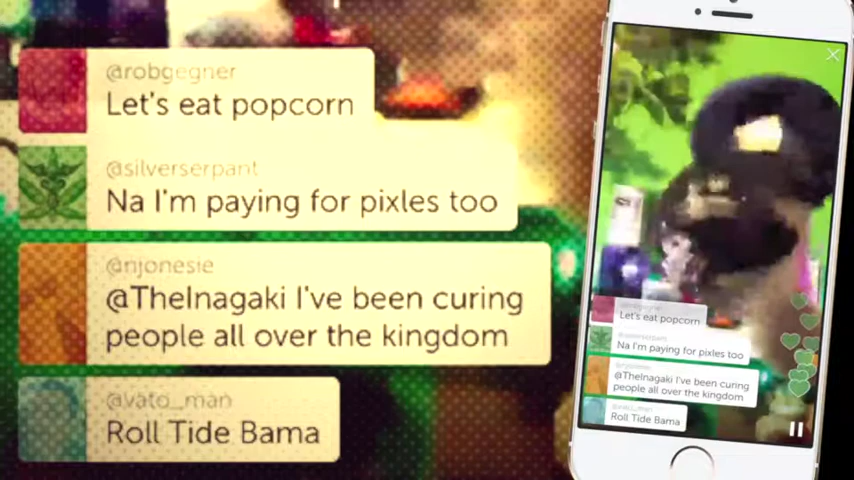 @robgegner
Let's eat popcorn
@silverserpant
Na I'm paying for pixles too
@njonesie
@TheInagaki I've been curing
people all over the kingdom
@vato_man
Roll Tide Bama
Let's eat popcorn
Na I'm paying for pixles too
@TheInagaki I've been curing
people all over the kingdom
Roll Tide Bama